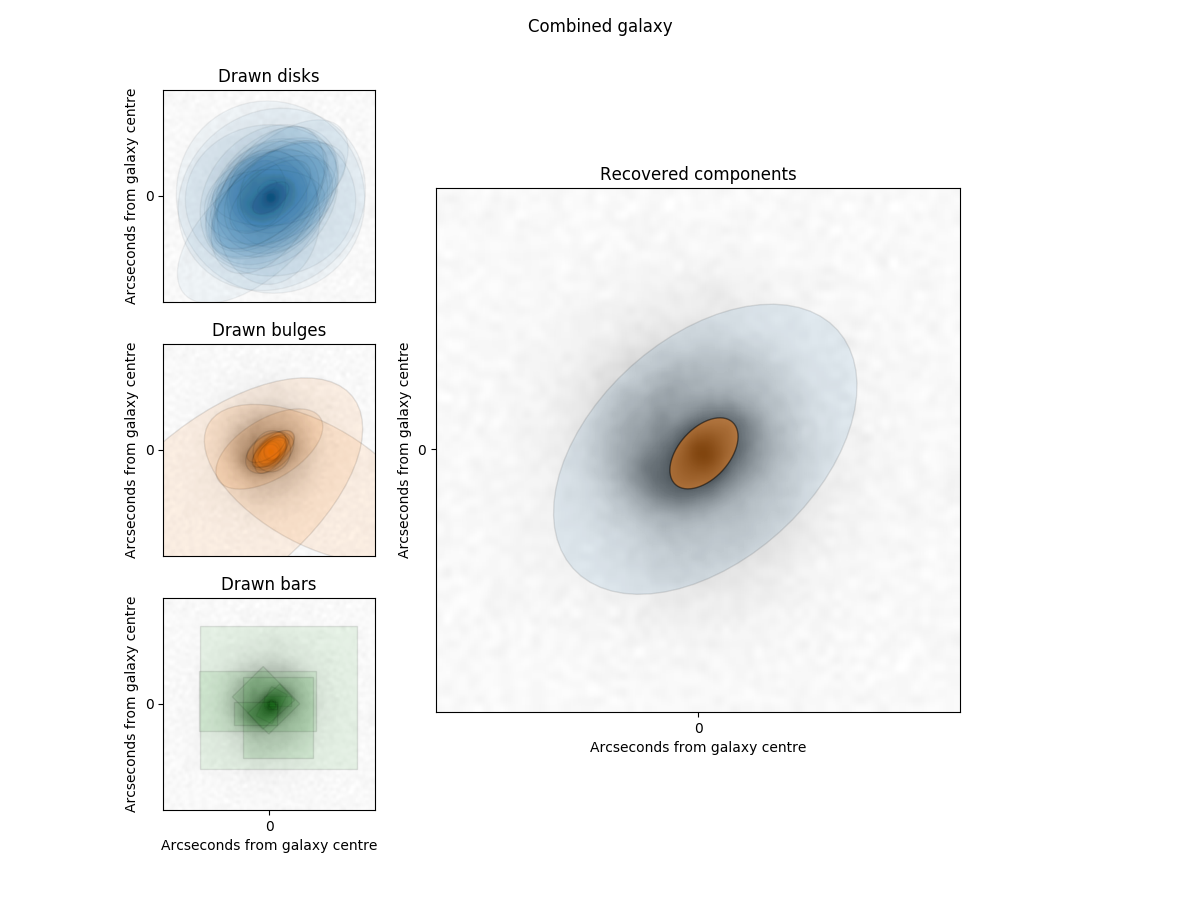 Combined galaxy
Drawn disks
Arcseconds from galaxy centre
0
Drawn bulges
Arcseconds from galaxy centre
0
Drawn bars
Arcseconds from galaxy centre
0
0
Arcseconds from galaxy centre
Recovered components
Arcseconds from galaxy centre
0
0
Arcseconds from galaxy centre